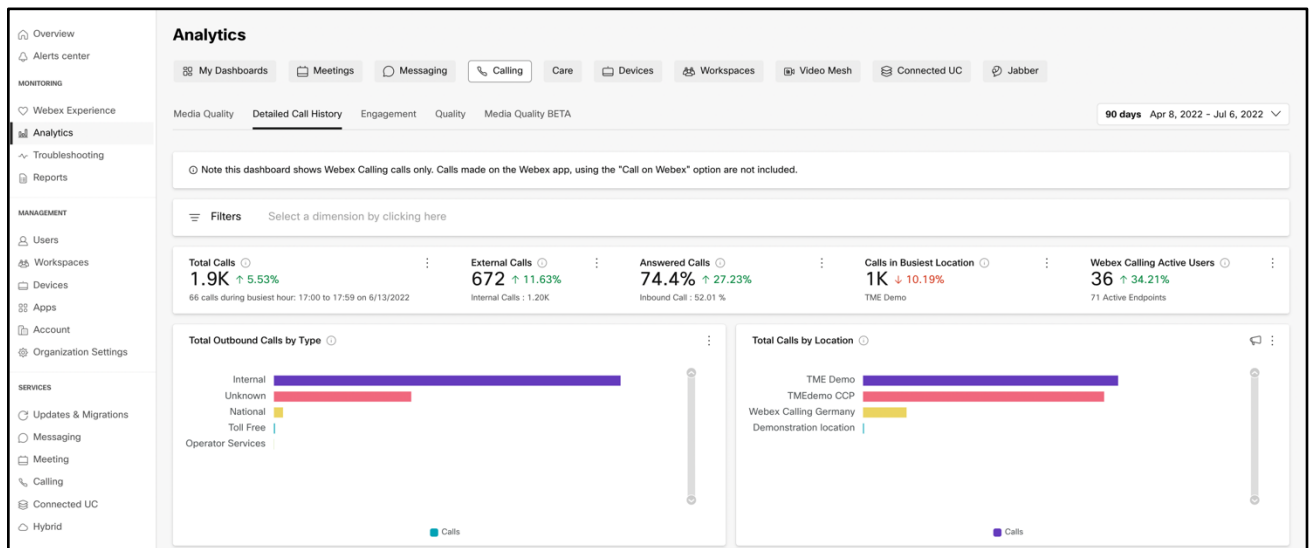 Overview
Alerts center
MONITORING
Webex Experience
Analytics
Troubleshooting
Reports
MANAGEMENT
Users
Workspaces
Devices
Apps
Account
Organization Settings
SERVICES
Updates & Migrations
Messaging
Meeting
Calling
Connected UC
Hybrid
Analytics
My Dashboards Meetings Messaging Calling Care Devices Workspaces Video Mesh Connected UC Jabber
Media Quality Detailed Call History Engagement Quality Media Quality BETA 90 days Apr 8, 2022 - Jul 6, 2022
Note this dashboard shows Webex Calling calls only. Calls made on the Webex app, using the "Call on Webex" option are not included.
Filters Select a dimension by clicking here
Total Calls
1.9K ↑ 5.53%
66 calls during busiest hour: 17:00 to 17:59 on 6/13/2022
External Calls
672 ↑ 11.63%
Internal Calls : 1.20K
Answered Calls
74.4% ↑ 27.23%
Inbound Call : 52.01 %
Calls in Busiest Location
1K ↓ 10.19%
TME Demo
Webex Calling Active Users
36 ↑ 34.21%
71 Active Endpoints
Total Outbound Calls by Type
Internal
Unknown
National
Toll Free
Operator Services
Calls
Total Calls by Location
TME Demo
TMEdemo CCP
Webex Calling Germany
Demonstration location
Calls